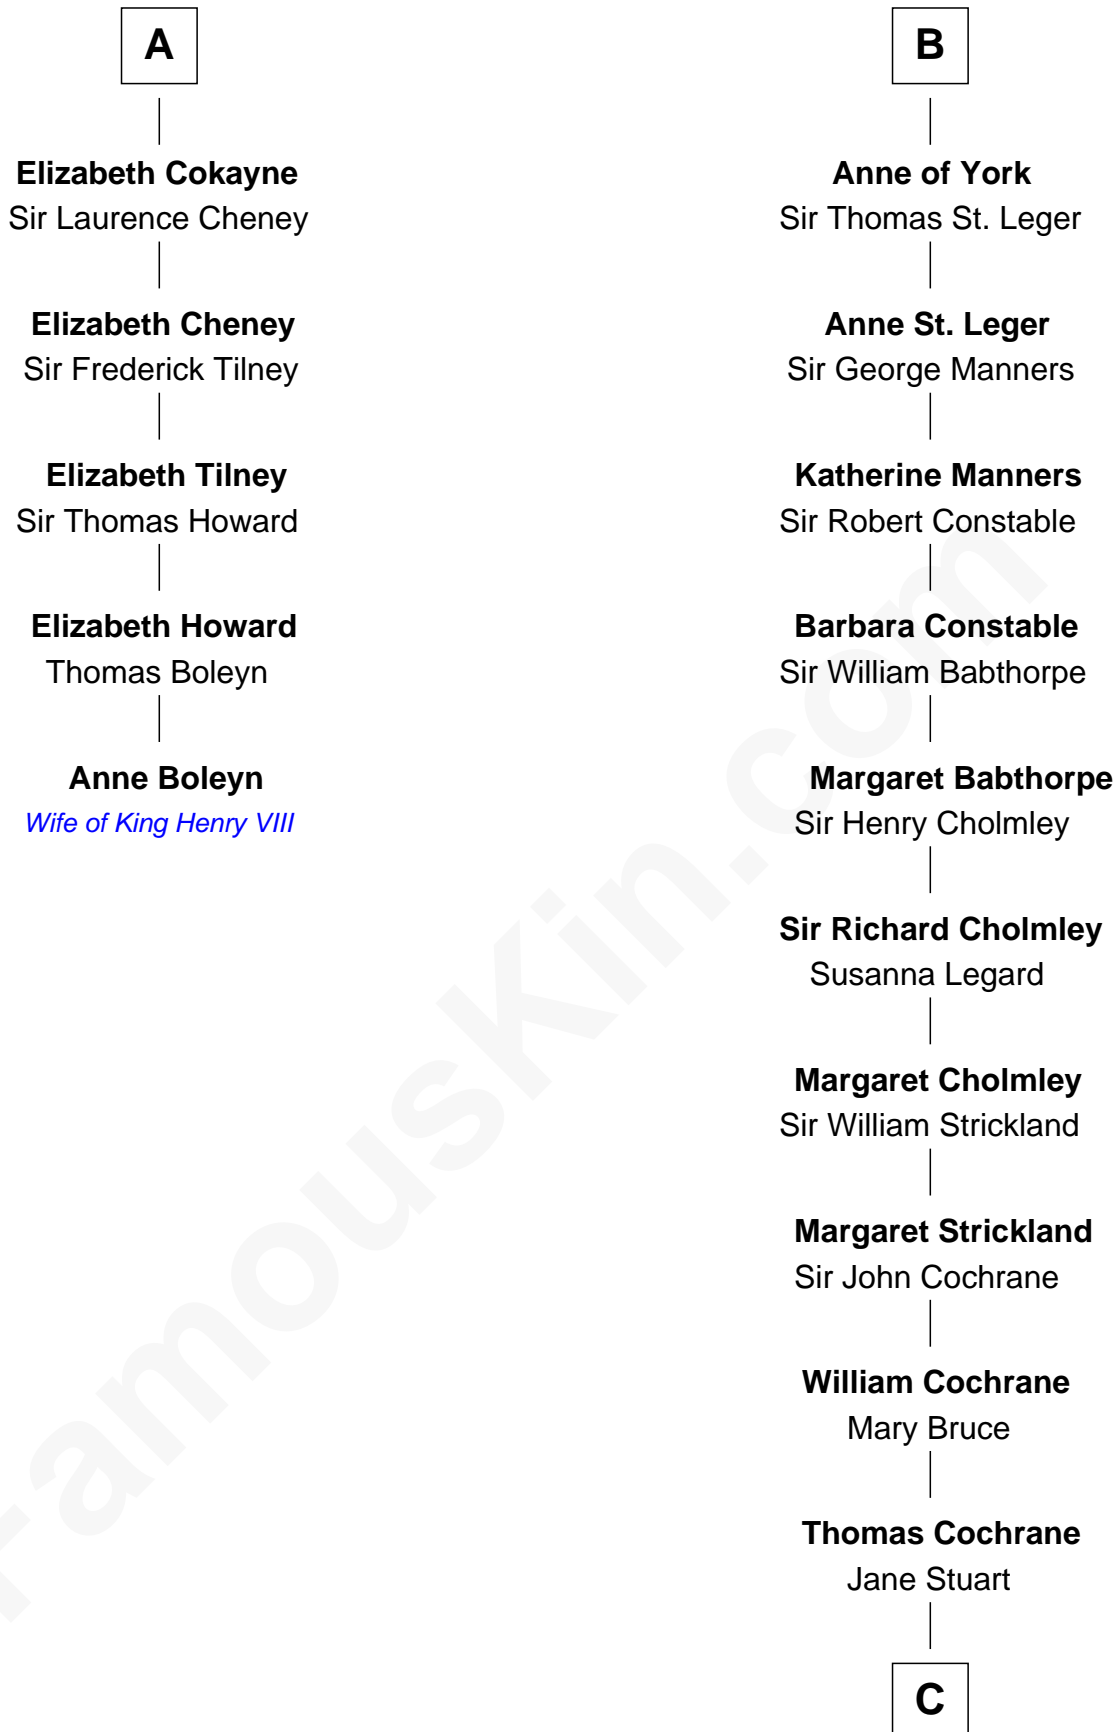 A
Elizabeth Cokayne
Sir Laurence Cheney
Elizabeth Cheney
Sir Frederick Tilney
Elizabeth Tilney
Sir Thomas Howard
Elizabeth Howard
Thomas Boleyn
Anne Boleyn
Wife of King Henry VIII
B
Anne of York
Sir Thomas St. Leger
Anne St. Leger
Sir George Manners
Katherine Manners
Sir Robert Constable
Barbara Constable
Sir William Babthorpe
Margaret Babthorpe
Sir Henry Cholmley
Sir Richard Cholmley
Susanna Legard
Margaret Cholmley
Sir William Strickland
Margaret Strickland
Sir John Cochrane
William Cochrane
Mary Bruce
Thomas Cochrane
Jane Stuart
C
FamousKin.com